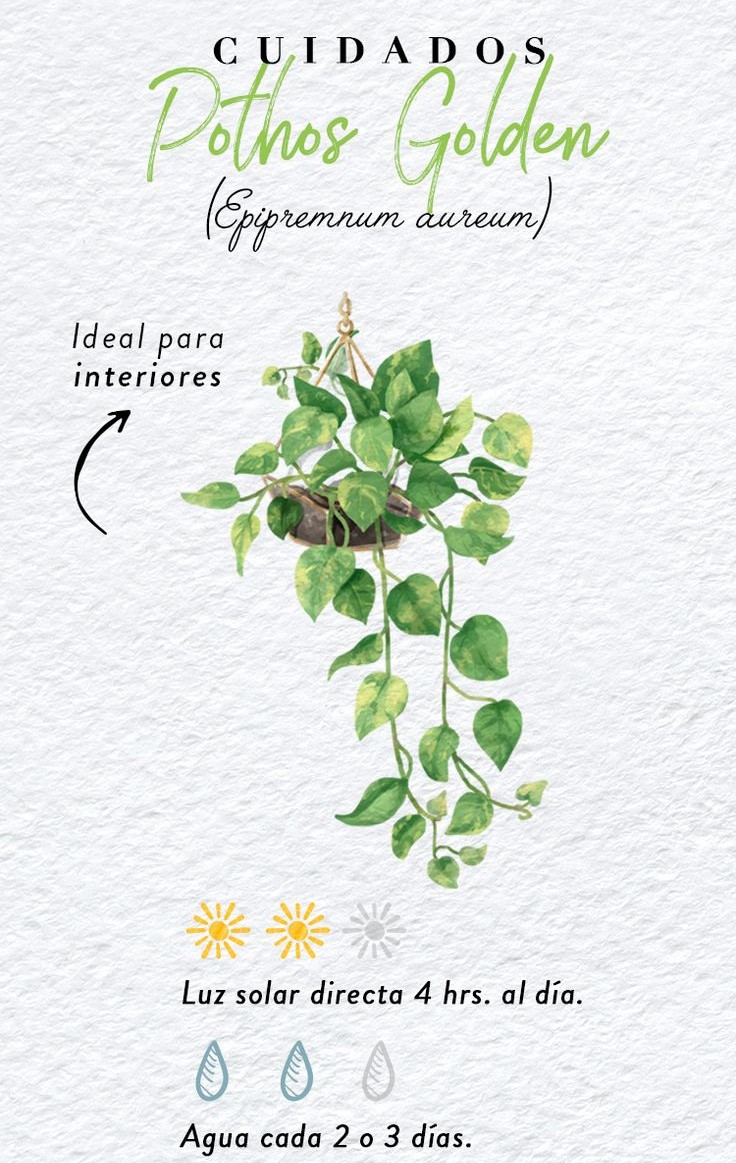 CUIDADOS
Pothos Golden
(Epipremnum aureum)
Ideal para
interiores
Luz solar directa 4 hrs. al día.
Agua cada 2 o 3 días.